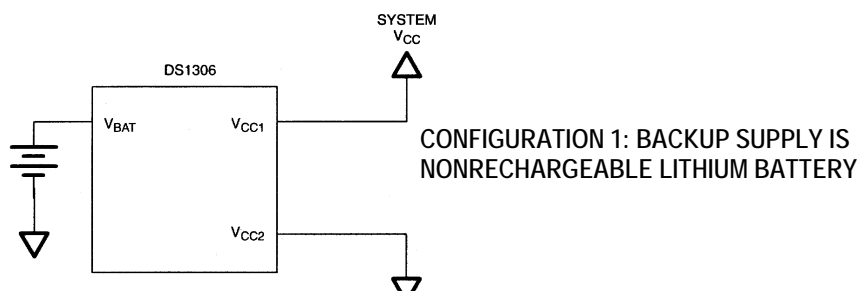 SYSTEM
VCC
DS1306
VBAT
VCC1
CONFIGURATION 1: BACKUP SUPPLY IS
NONRECHARGEABLE LITHIUM BATTERY
VCC2